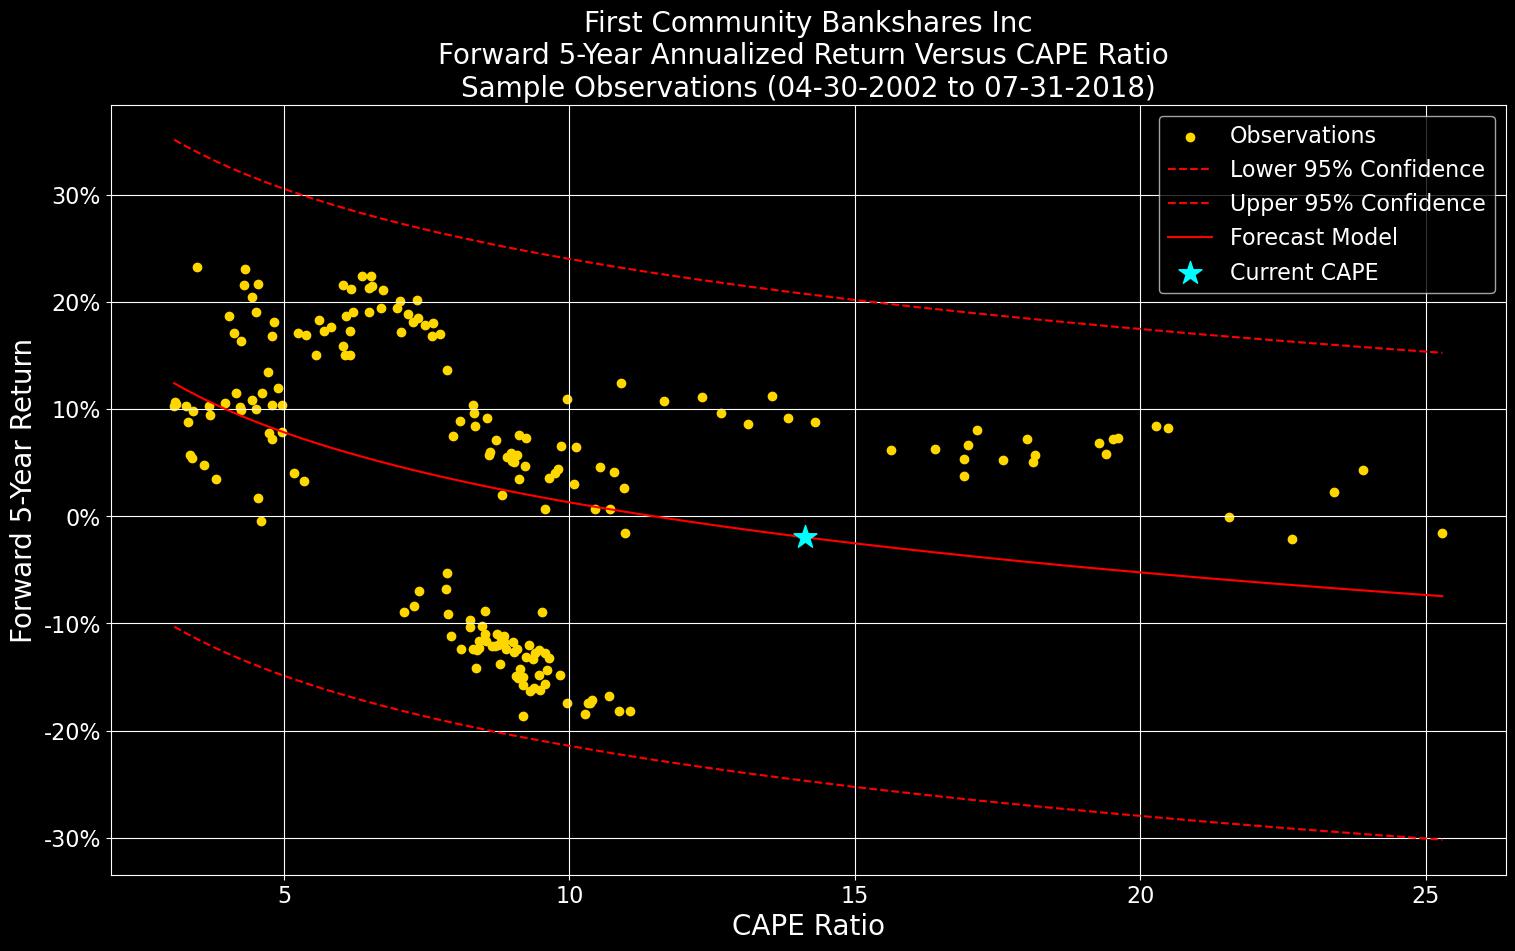 First Community Bankshares Inc
Forward 5-Year Annualized Return Versus CAPE Ratio
Sample Observations (04-30-2002 to 07-31-2018)
Observations
Lower 95% Confidence
Upper 95% Confidence
Forecast Model
Current CAPE
Forward 5-Year Return
30%
20%
10%
0%
-10%
-20%
-30%
5
10
15
20
25
CAPE Ratio